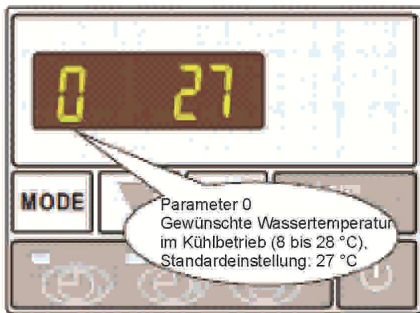 0 27
MODE
Parameter 0
Gewünschte Wassertemperatur
im Kühlbetrieb (8 bis 28 °C).
Standardeinstellung: 27 °C